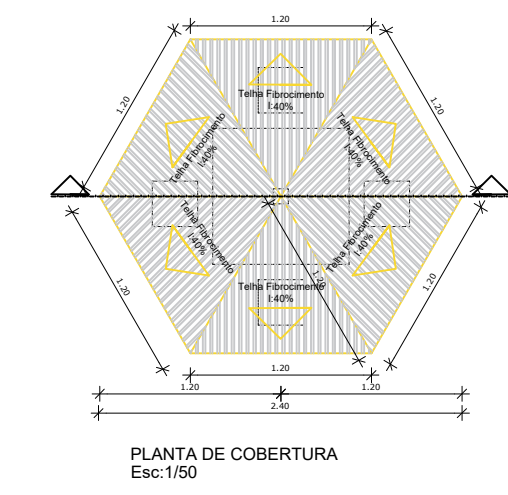 1.20
1.20
1.20
Telha Fibrocimento
I:40%
Telha Fibrocimento
I:40%
Telha Fibrocimento
I:40%
Telha Fibrocimento
I:40%
Telha Fibrocimento
I:40%
1.20
1.20
1.20
Telha Fibrocimento
I:40%
1.20
1.20
1.20
2.40
PLANTA DE COBERTURA
Esc:1/50